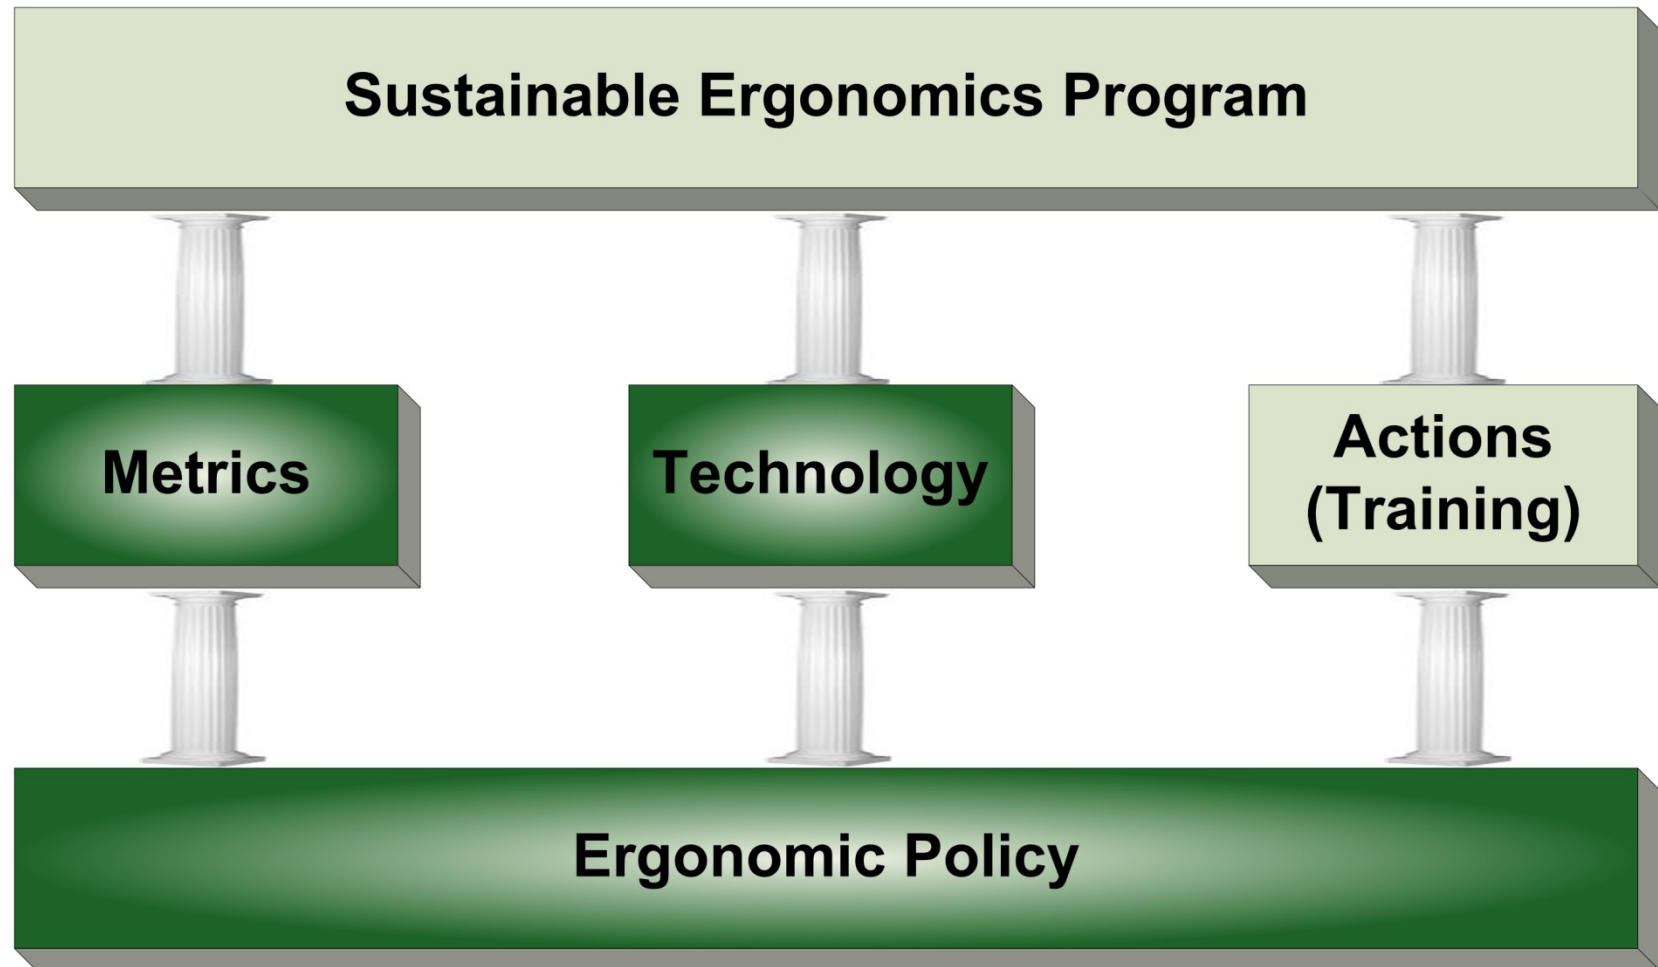 Sustainable Ergonomics Program
Metrics
Technology
Actions
(Training)
Ergonomic Policy